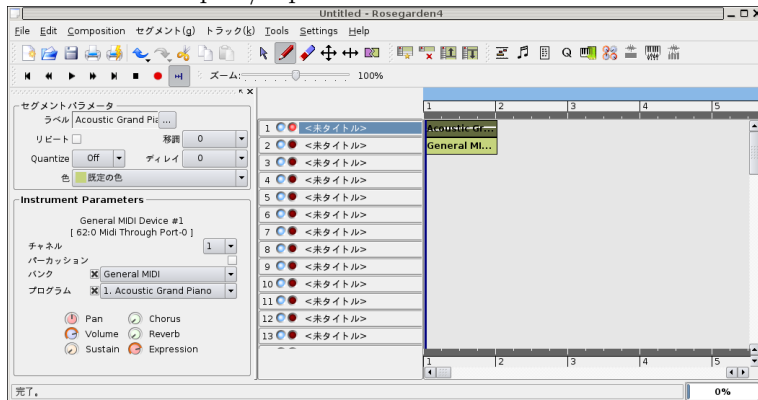 Untitled - Rosegarden4
File Edit Composition セグメント(g) トラック(k) Tools Settings Help
ズーム: 100%
セグメントパラメータ
ラベル Acoustic Grand Pia ...
リピート 移調 0
Quantize Off ディレイ 0
色 既定の色
Instrument Parameters
General MIDI Device #1
[ 62:0 Midi Through Port-0 ]
チャネル 1
パーカッション
バンク General MIDI
プログラム 1. Acoustic Grand Piano
Pan Chorus
Volume Reverb
Sustain Expression
1 2 3 4 5
1 <未タイトル> Acoustic Gr...
2 <未タイトル> General MI...
3 <未タイトル>
4 <未タイトル>
5 <未タイトル>
6 <未タイトル>
7 <未タイトル>
8 <未タイトル>
9 <未タイトル>
10 <未タイトル>
11 <未タイトル>
12 <未タイトル>
13 <未タイトル>
1 2 3 4 5
完了。 0%